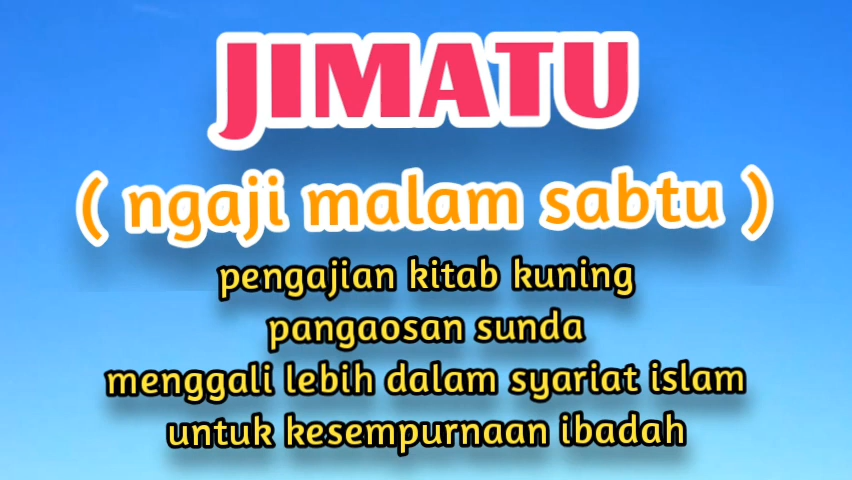 JIMATU
( ngaji malam sabtu )
pengajian kitab kuning
pangaosan sunda
menggali lebih dalam syariat islam
untuk kesempurnaan ibadah